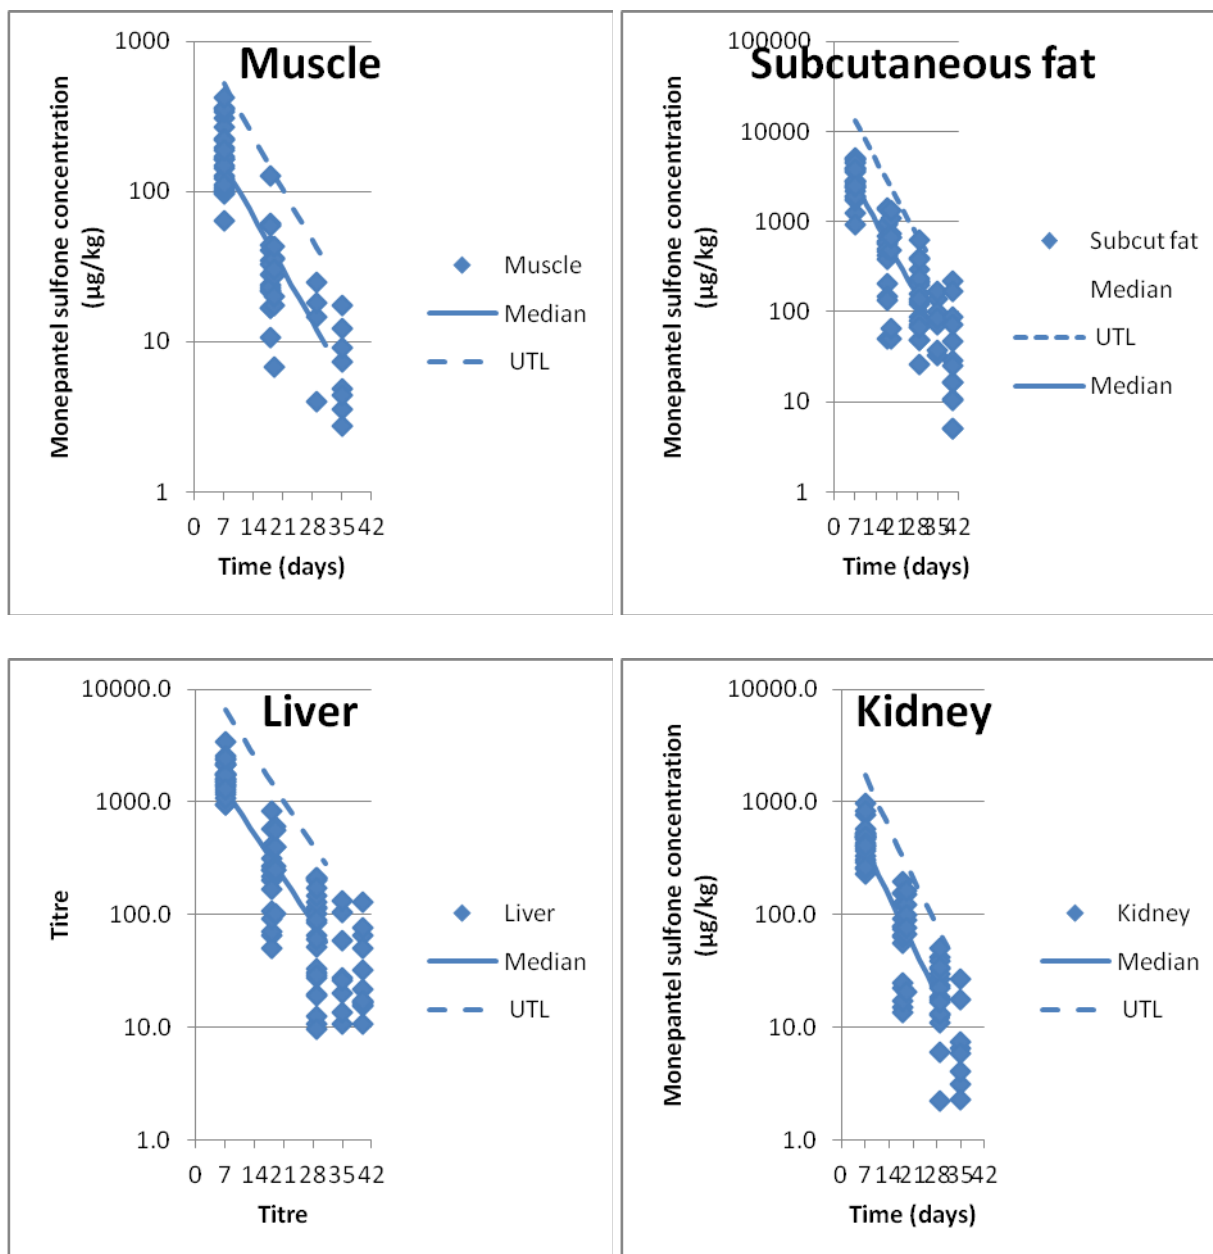 Muscle
Monepantel sulfone concentration
(µg/kg)
1000
100
10
1
0 7 14 21 28 35 42
Time (days)
Muscle
Median
UTL
Subcutaneous fat
Monepantel sulfone concentration
(µg/kg)
100000
10000
1000
100
10
1
0 7 14 21 28 35 42
Time (days)
Subcut fat
Median
UTL
Median
Liver
Titre
10000.0
1000.0
100.0
10.0
1.0
0 7 14 21 28 35 42
Titre
Liver
Median
UTL
Kidney
Monepantel sulfone concentration
(µg/kg)
10000.0
1000.0
100.0
10.0
1.0
0 7 14 21 28 35 42
Time (days)
Kidney
Median
UTL